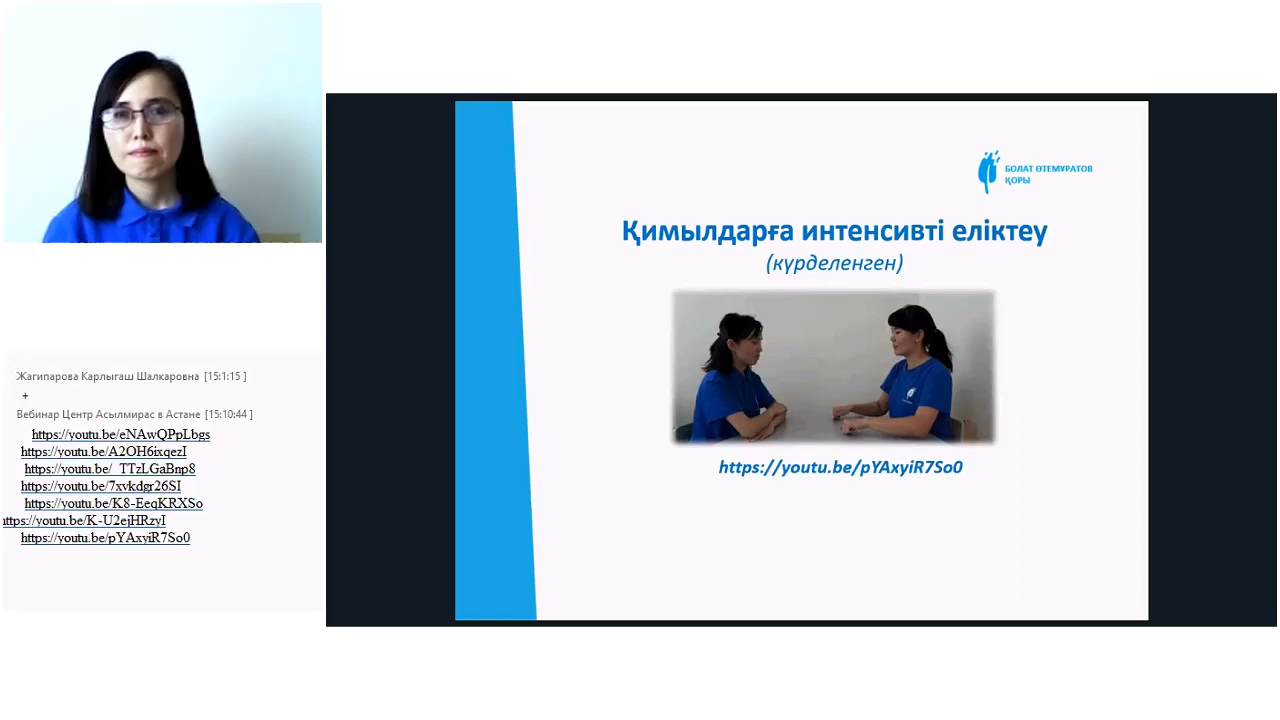 Жагипарова Карлыгаш Шалкаровна [15:1:15 ]
+
Вебинар Центр Асылмирас в Астане [15:10:44 ]
https://youtu.be/eNAwQPpLbgs
https://youtu.be/A2OH6ixqezI
https://youtu.be/_TTzLGaBnp8
https://youtu.be/7xvkdgr26SI
https://youtu.be/K8-EeqKRXSo
https://youtu.be/K-U2ejHRzyI
https://youtu.be/pYAxyiR7So0
БОЛАТ ӨТЕМҰРАТОВ
ҚОРЫ
Қимылдарға интенсивті еліктеу
(күрделенген)
https://youtu.be/pYAxyiR7So0